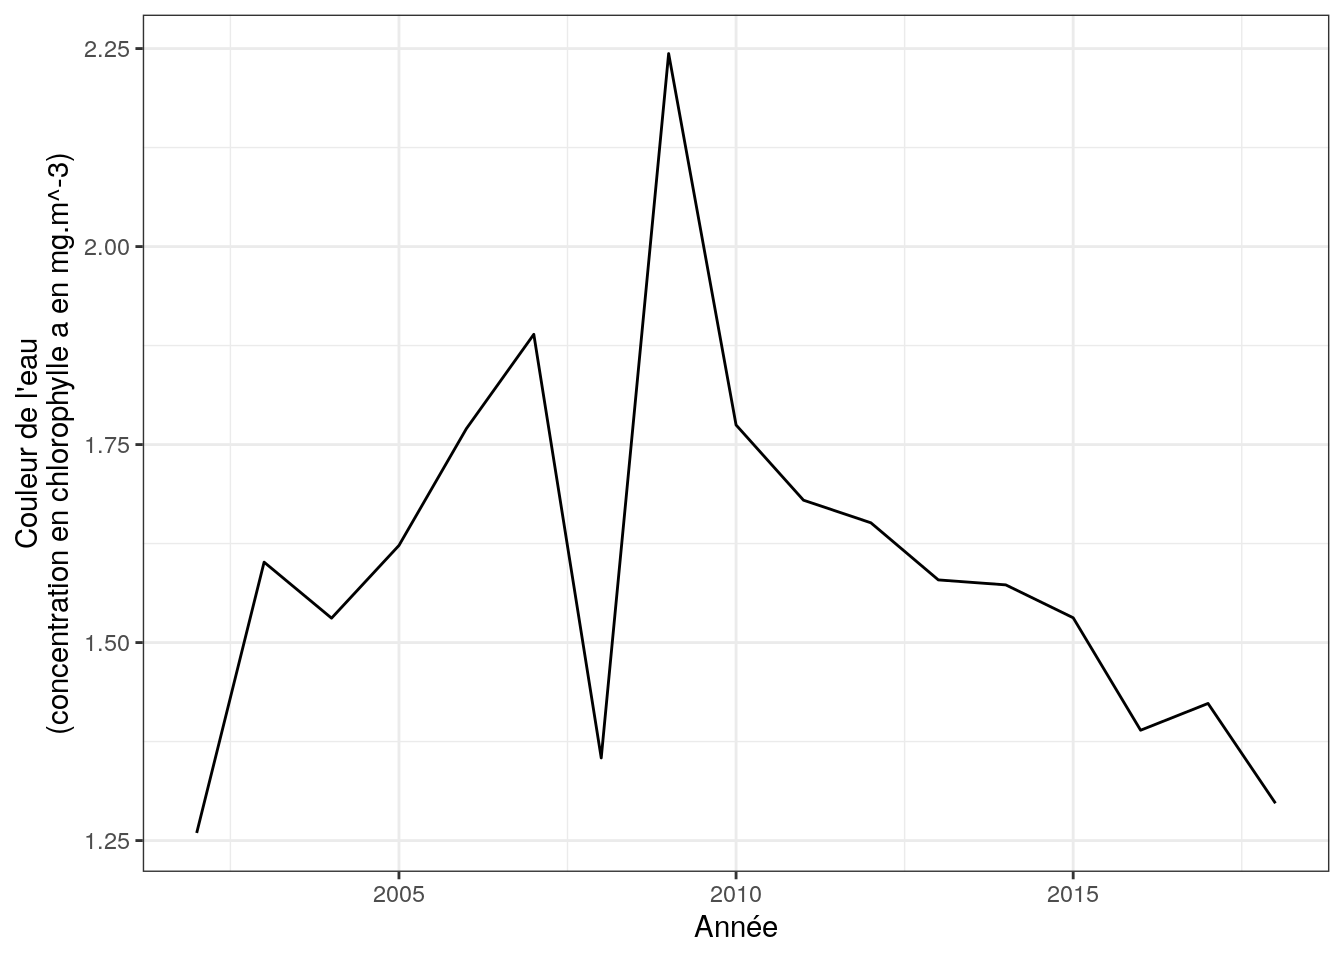 Couleur de l'eau
(concentration en chlorophylle a en mg.m^-3)
2.25
2.00
1.75
1.50
1.25
2005
2010
2015
Année